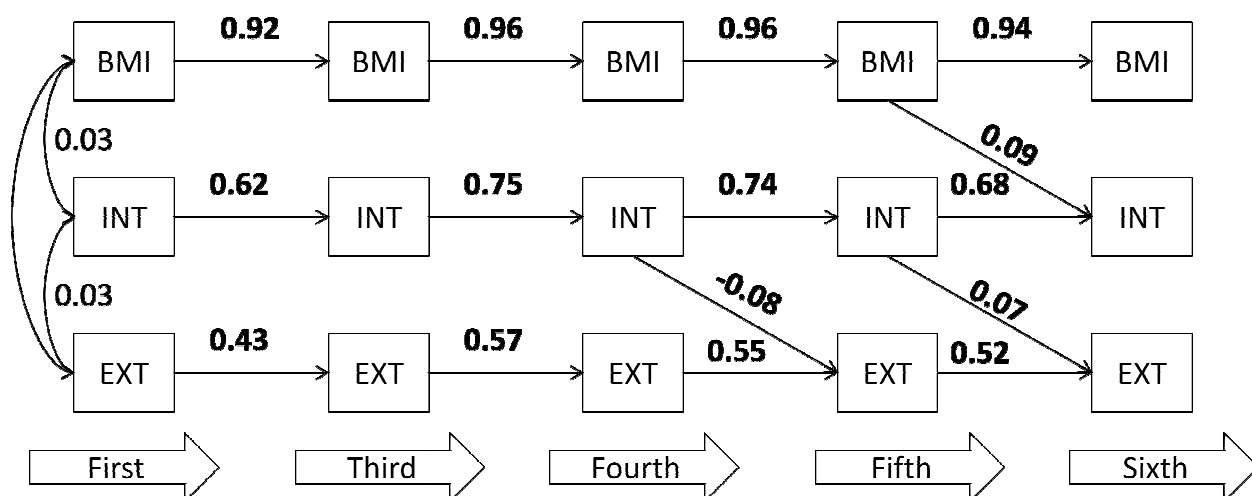 0.92 0.96 0.96 0.94
BMI BMI BMI BMI BMI
0.03 0.09
0.62 0.75 0.74 0.68
INT INT INT INT INT
0.03 -0.08 0.07
0.43 0.57 0.55 0.52
EXT EXT EXT EXT EXT
First Third Fourth Fifth Sixth